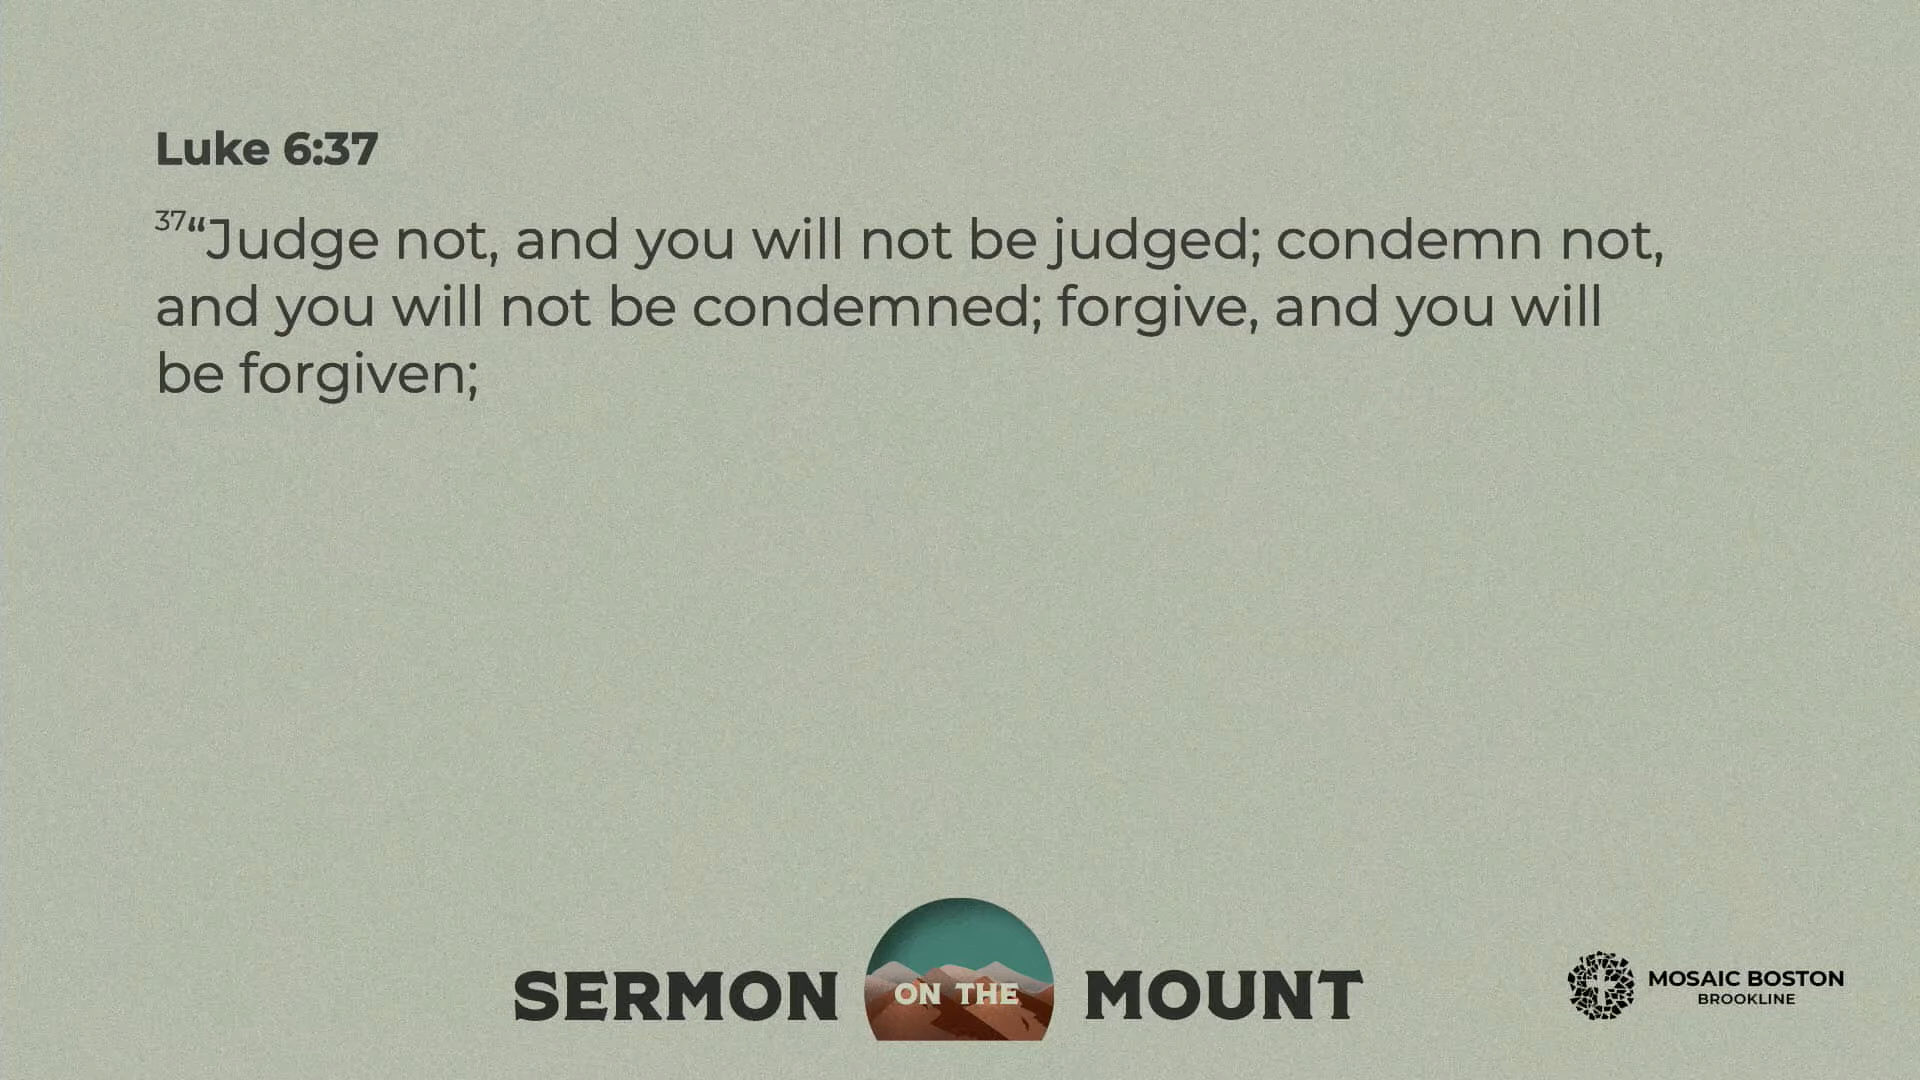 Luke 6:37
37“Judge not, and you will not be judged; condemn not,
and you will not be condemned; forgive, and you will
be forgiven;
SERMON ON THE MOUNT
MOSAIC BOSTON
BROOKLINE